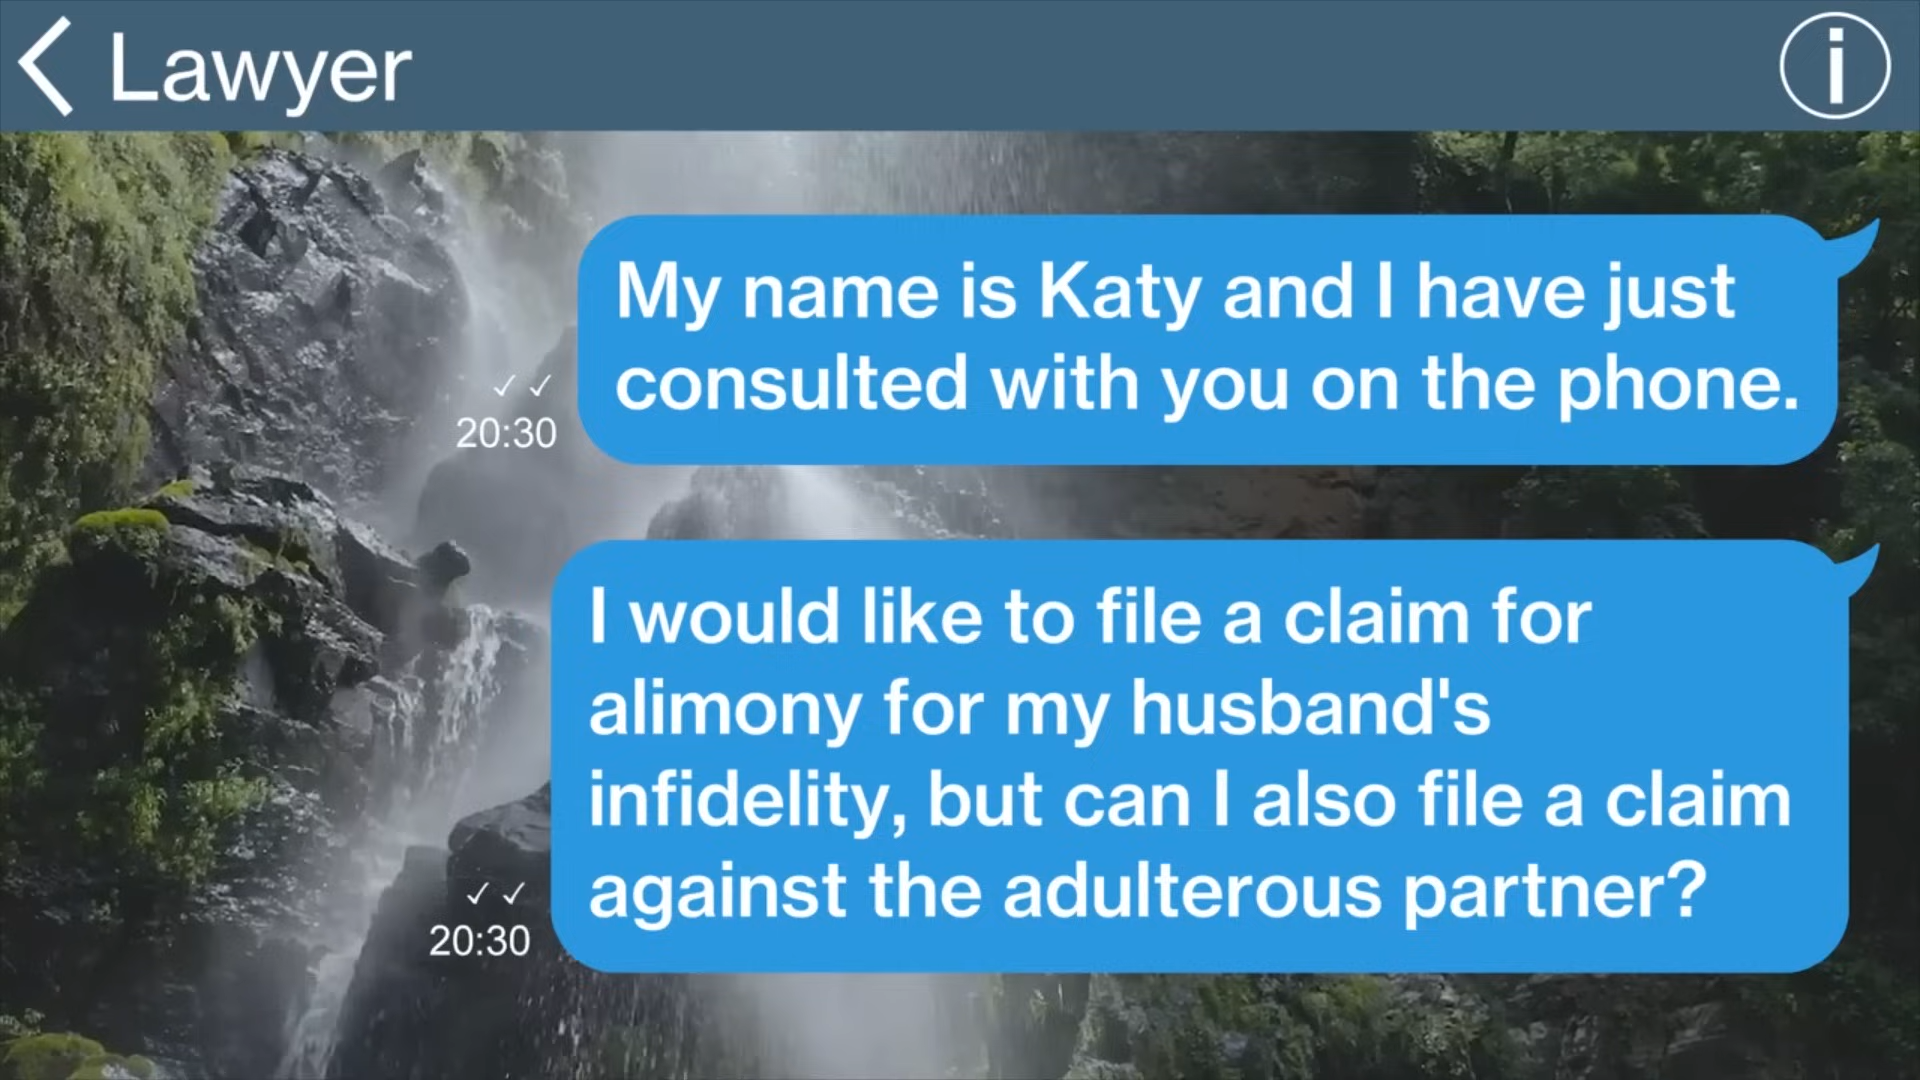 Lawyer
My name is Katy and I have just
consulted with you on the phone.
✓ ✓
20:30
I would like to file a claim for
alimony for my husband's
infidelity, but can I also file a claim
against the adulterous partner?
✓ ✓
20:30